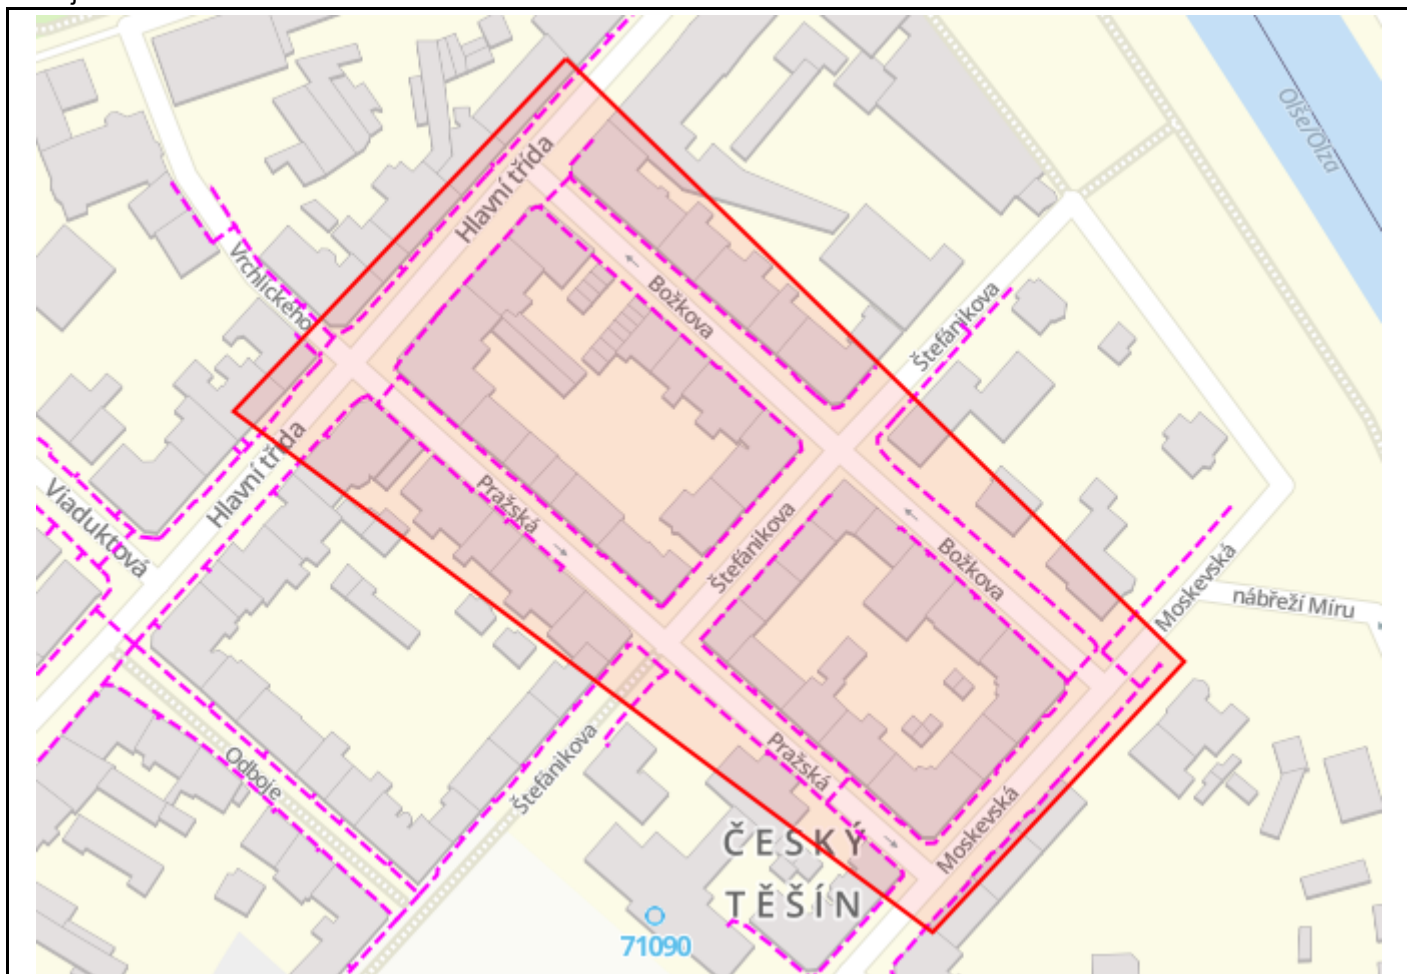 Olše/Olza
Hlavní třída
Vrchlického
Božkova
Štefánikova
Hlavní třída
Viaduktová
Pražská
Štefánikova
Božkova
Moskevská
nábřeží Míru
Odboje
Štefánikova
Pražská
Moskevská
ČESKÝ
TĚŠÍN
71090